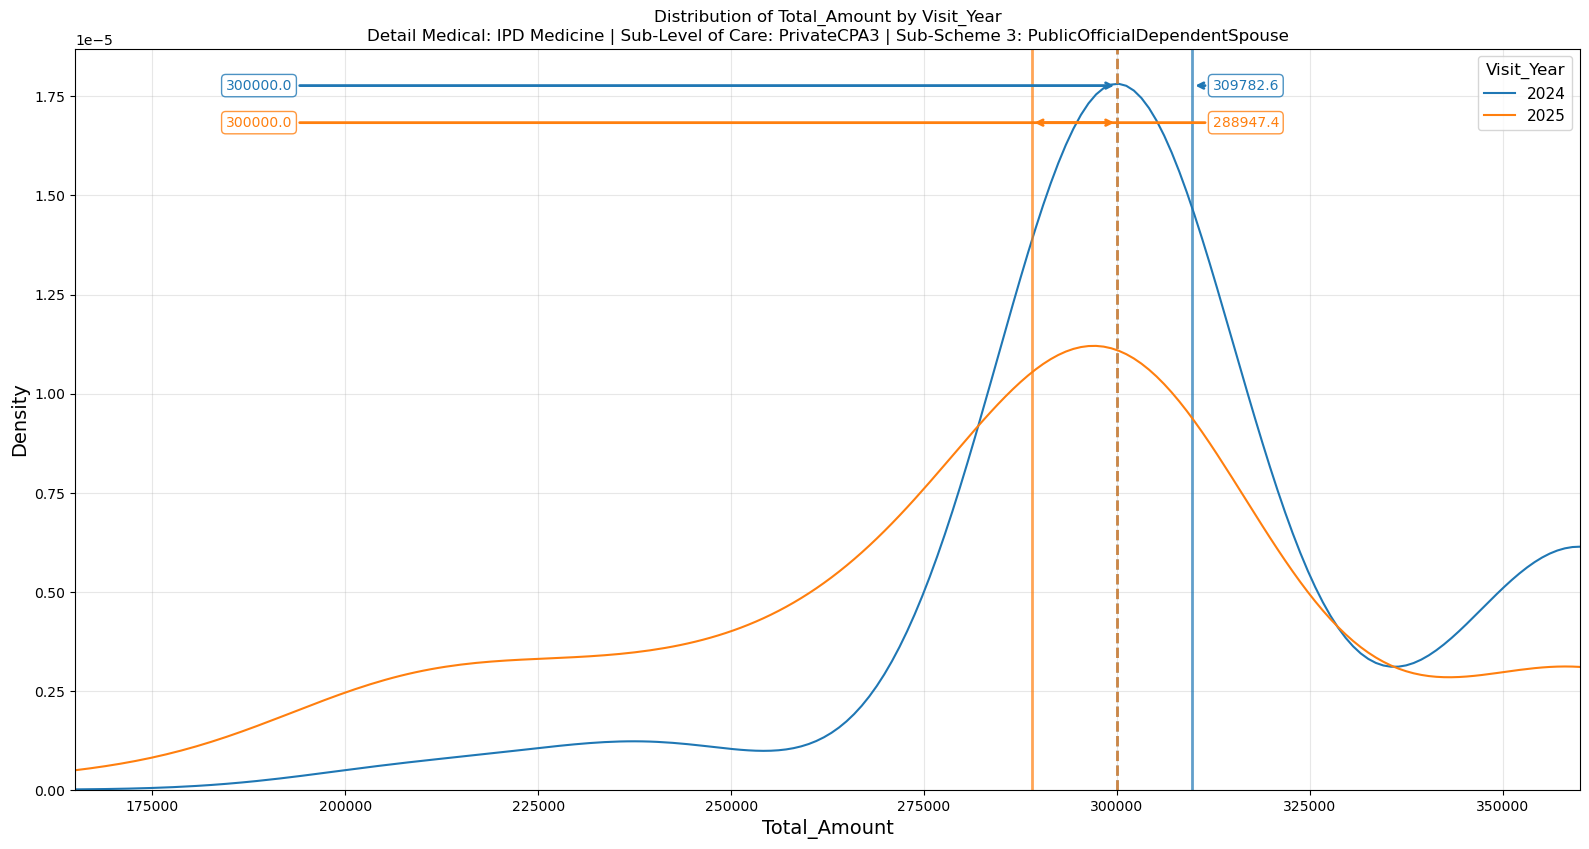 Distribution of Total_Amount by Visit_Year
Detail Medical: IPD Medicine | Sub-Level of Care: PrivateCPA3 | Sub-Scheme 3: PublicOfficialDependentSpouse
1e−5
Visit_Year
2024
2025
300000.0
309782.6
300000.0
288947.4
1.75
1.50
1.25
1.00
0.75
0.50
0.25
0.00
Density
175000 200000 225000 250000 275000 300000 325000 350000
Total_Amount